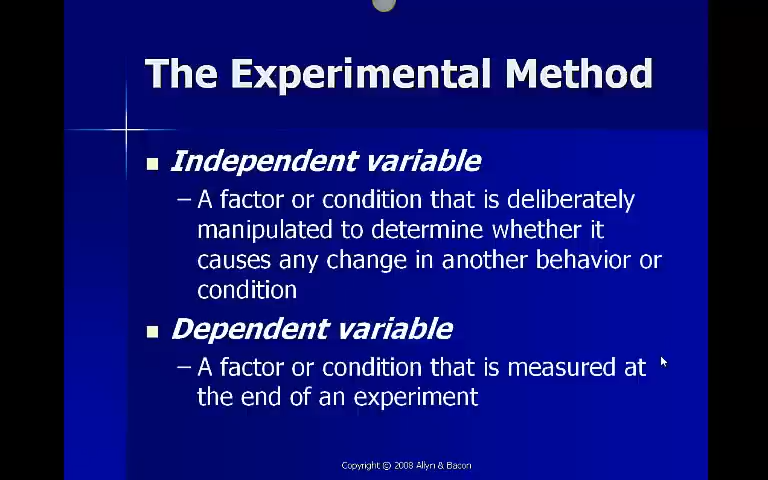 The Experimental Method
Independent variable
– A factor or condition that is deliberately
manipulated to determine whether it
causes any change in another behavior or
condition
Dependent variable
– A factor or condition that is measured at
the end of an experiment
Copyright © 2008 Allyn & Bacon